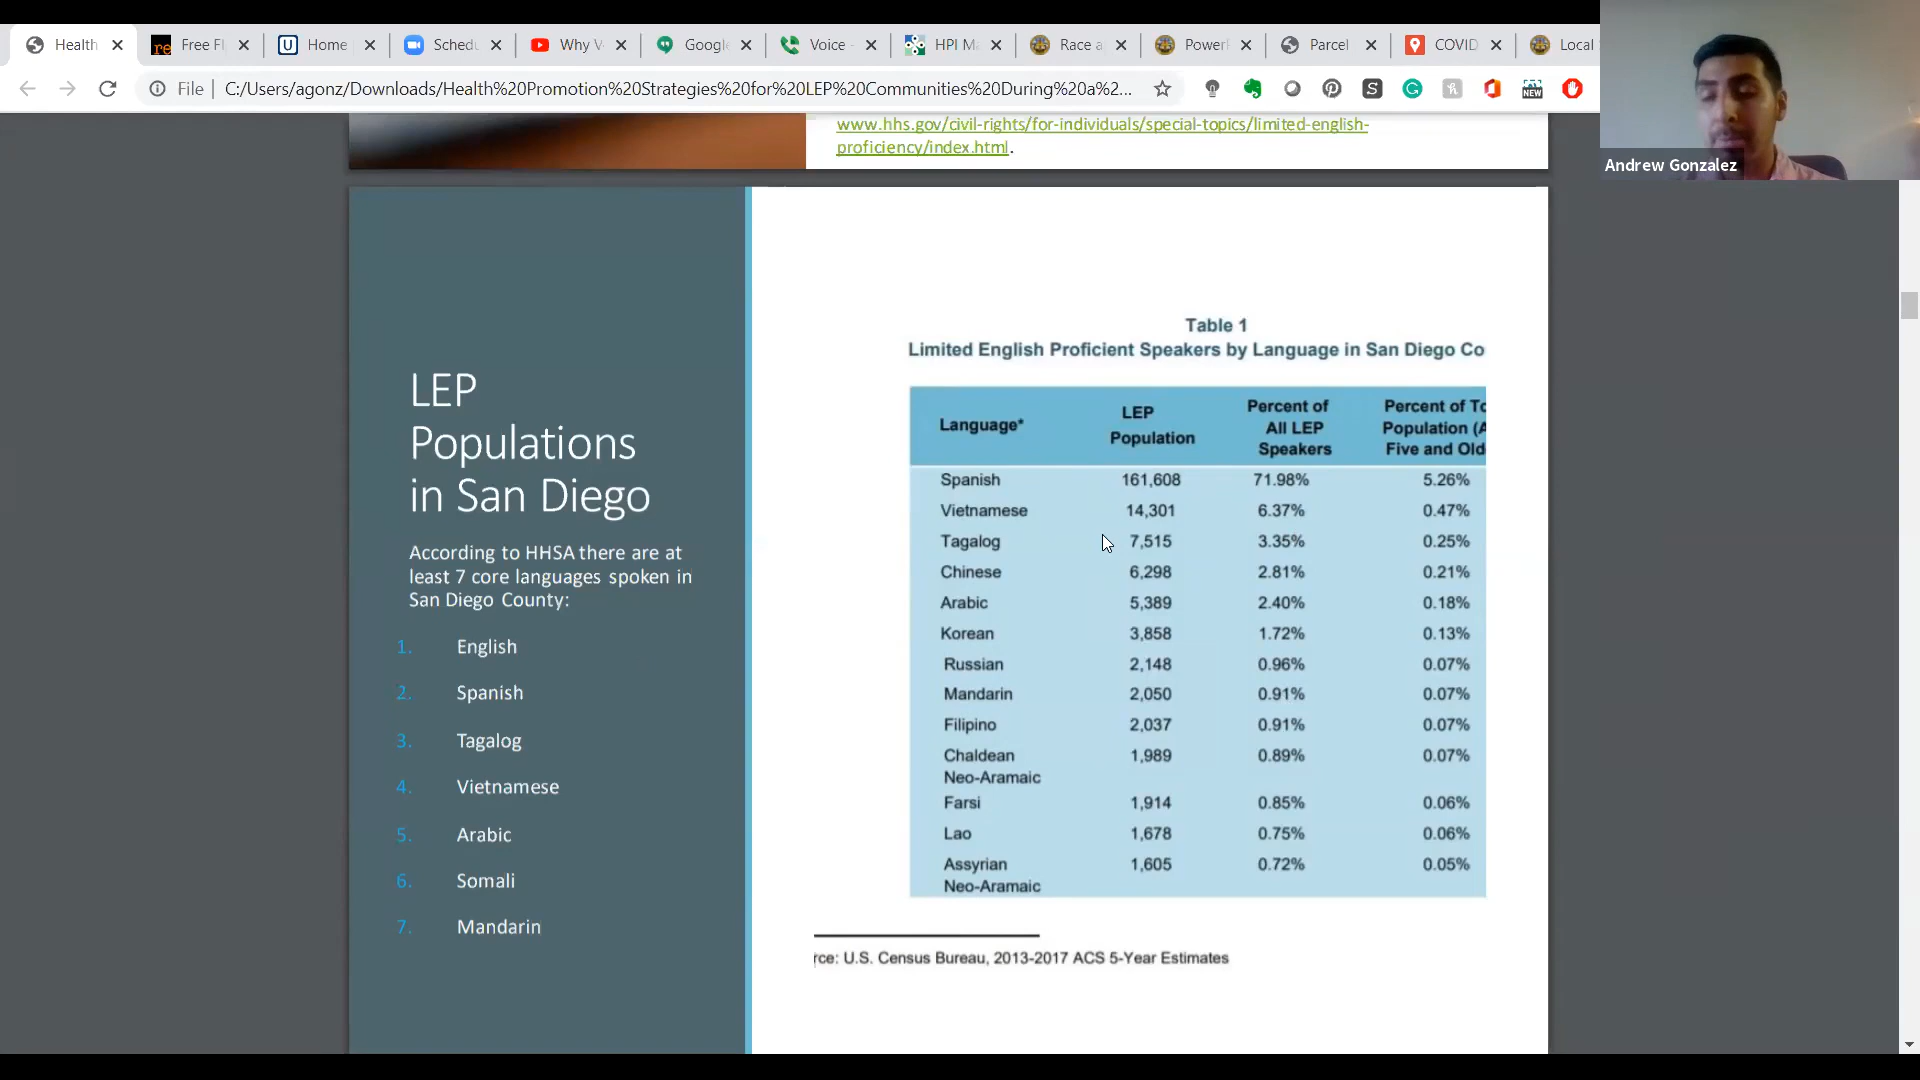 Health
Free Fl
Home
Schedu
Why V
Google
Voice -
HPI Ma
Race a
PowerP
Parcel
COVID
Local
File
C:/Users/agonz/Downloads/Health%20Promotion%20Strategies%20for%20LEP%20Communities%20During%20a%2...
NEW
Andrew Gonzalez
www.hhs.gov/civil-rights/for-individuals/special-topics/limited-english-
proficiency/index.html.
LEP
Populations
in San Diego
According to HHSA there are at
least 7 core languages spoken in
San Diego County:
1. English
2. Spanish
3. Tagalog
4. Vietnamese
5. Arabic
6. Somali
7. Mandarin
Table 1
Limited English Proficient Speakers by Language in San Diego Co
Language* LEP Population Percent of All LEP Speakers Percent of To Population (A Five and Old
Spanish 161,608 71.98% 5.26%
Vietnamese 14,301 6.37% 0.47%
Tagalog 7,515 3.35% 0.25%
Chinese 6,298 2.81% 0.21%
Arabic 5,389 2.40% 0.18%
Korean 3,858 1.72% 0.13%
Russian 2,148 0.96% 0.07%
Mandarin 2,050 0.91% 0.07%
Filipino 2,037 0.91% 0.07%
Chaldean 1,989 0.89% 0.07%
Neo-Aramaic
Farsi 1,914 0.85% 0.06%
Lao 1,678 0.75% 0.06%
Assyrian 1,605 0.72% 0.05%
Neo-Aramaic
rce: U.S. Census Bureau, 2013-2017 ACS 5-Year Estimates